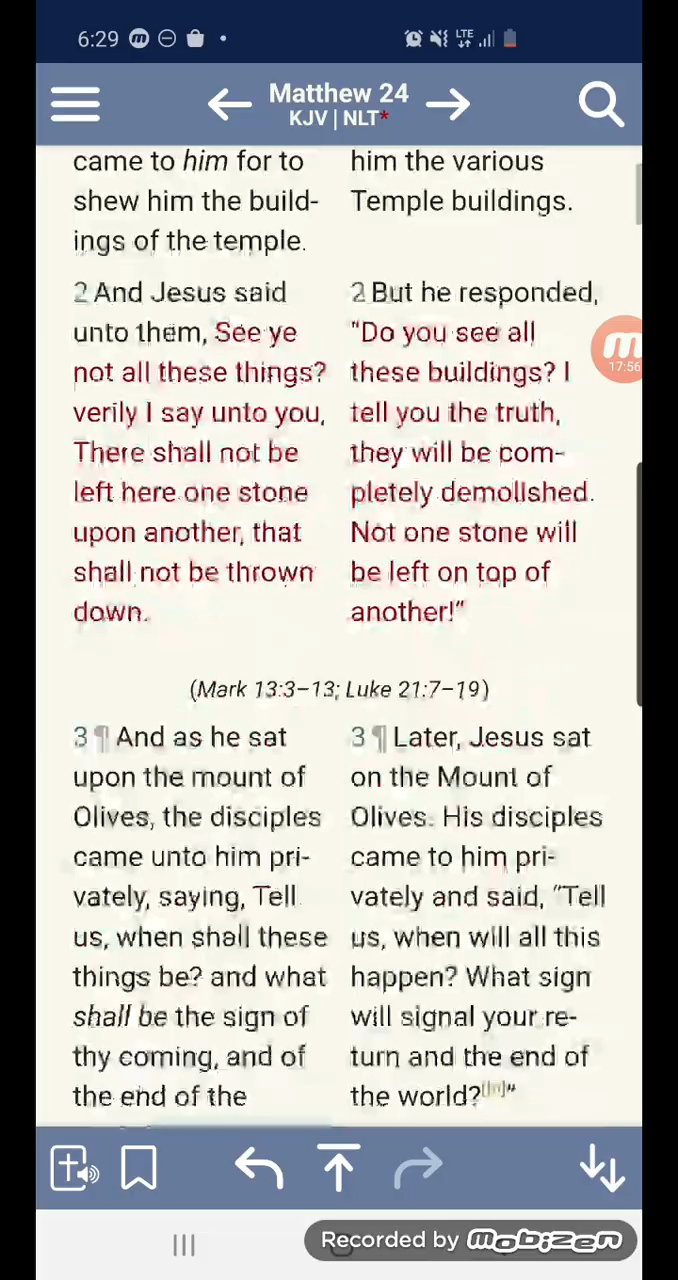 6:29
LTE
Matthew 24
KJV | NLT*
came to him for to
shew him the build-
ings of the temple.
2 And Jesus said
unto them, See ye
not all these things?
verily I say unto you,
There shall not be
left here one stone
upon another, that
shall not be thrown
down.
him the various
Temple buildings.
2 But he responded,
“Do you see all
these buildings? I
tell you the truth,
they will be com-
pletely demolished.
Not one stone will
be left on top of
another!”
17:56
(Mark 13:3–13; Luke 21:7–19)
3 ¶ And as he sat
upon the mount of
Olives, the disciples
came unto him pri-
vately, saying, Tell
us, when shall these
things be? and what
shall be the sign of
thy coming, and of
the end of the
3 ¶ Later, Jesus sat
on the Mount of
Olives. His disciples
came to him pri-
vately and said, “Tell
us, when will all this
happen? What sign
will signal your re-
turn and the end of
the world?”
Recorded by mobizen